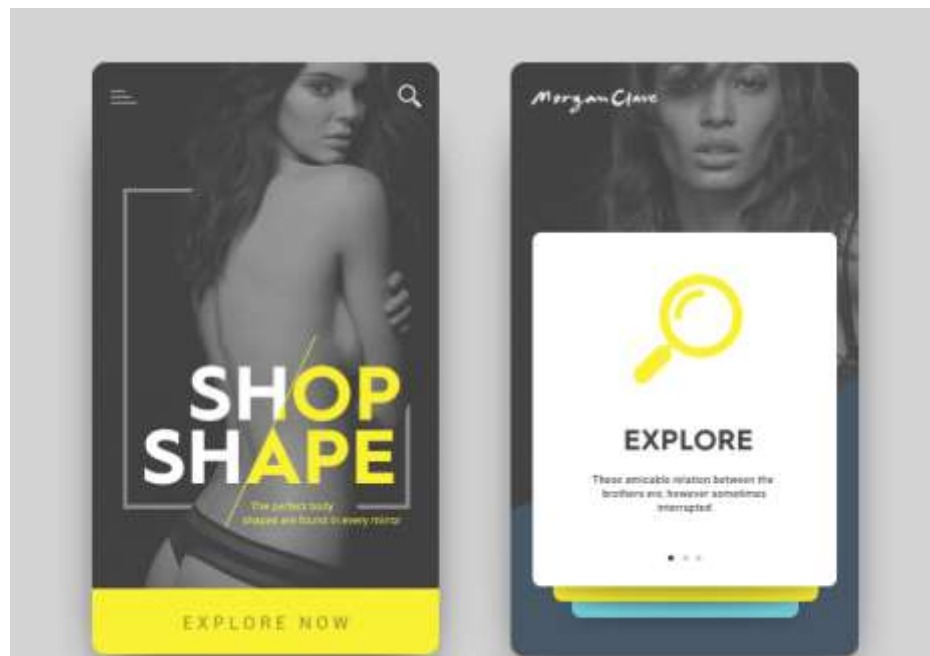 SHOP
SHAPE
The perfect body
shapes are found in every mirror
EXPLORE NOW
Morgan Clave
EXPLORE
These amicable relation between the
brothers are, however sometimes
interrupted